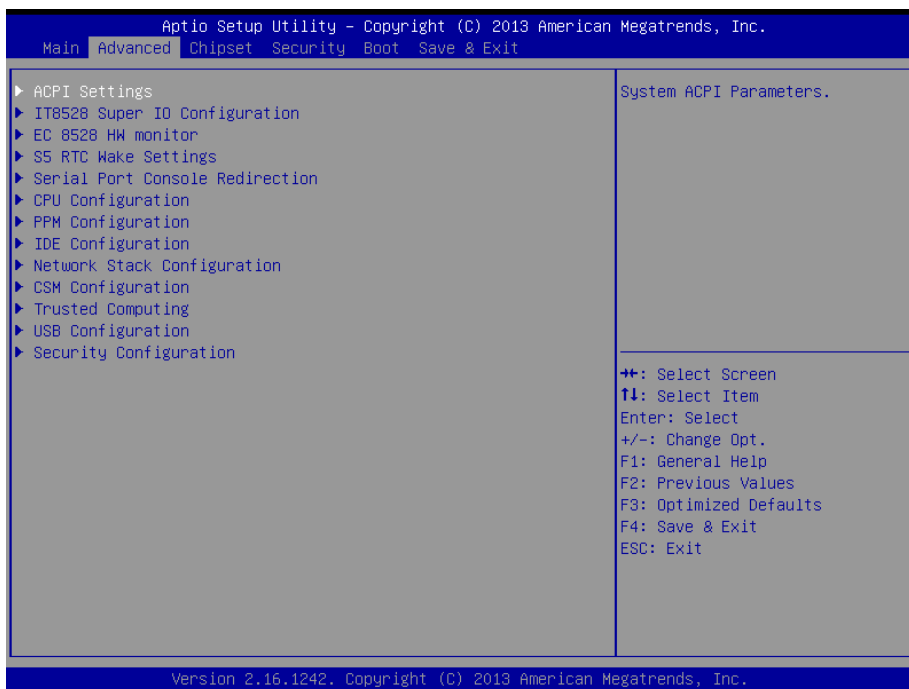 Aptio Setup Utility – Copyright (C) 2013 American Megatrends, Inc.
Main Advanced Chipset Security Boot Save & Exit
ACPI Settings
IT8528 Super IO Configuration
EC 8528 HW monitor
S5 RTC Wake Settings
Serial Port Console Redirection
CPU Configuration
PPM Configuration
IDE Configuration
Network Stack Configuration
CSM Configuration
Trusted Computing
USB Configuration
Security Configuration
System ACPI Parameters.
→←: Select Screen
↑↓: Select Item
Enter: Select
+/-: Change Opt.
F1: General Help
F2: Previous Values
F3: Optimized Defaults
F4: Save & Exit
ESC: Exit
Version 2.16.1242. Copyright (C) 2013 American Megatrends, Inc.